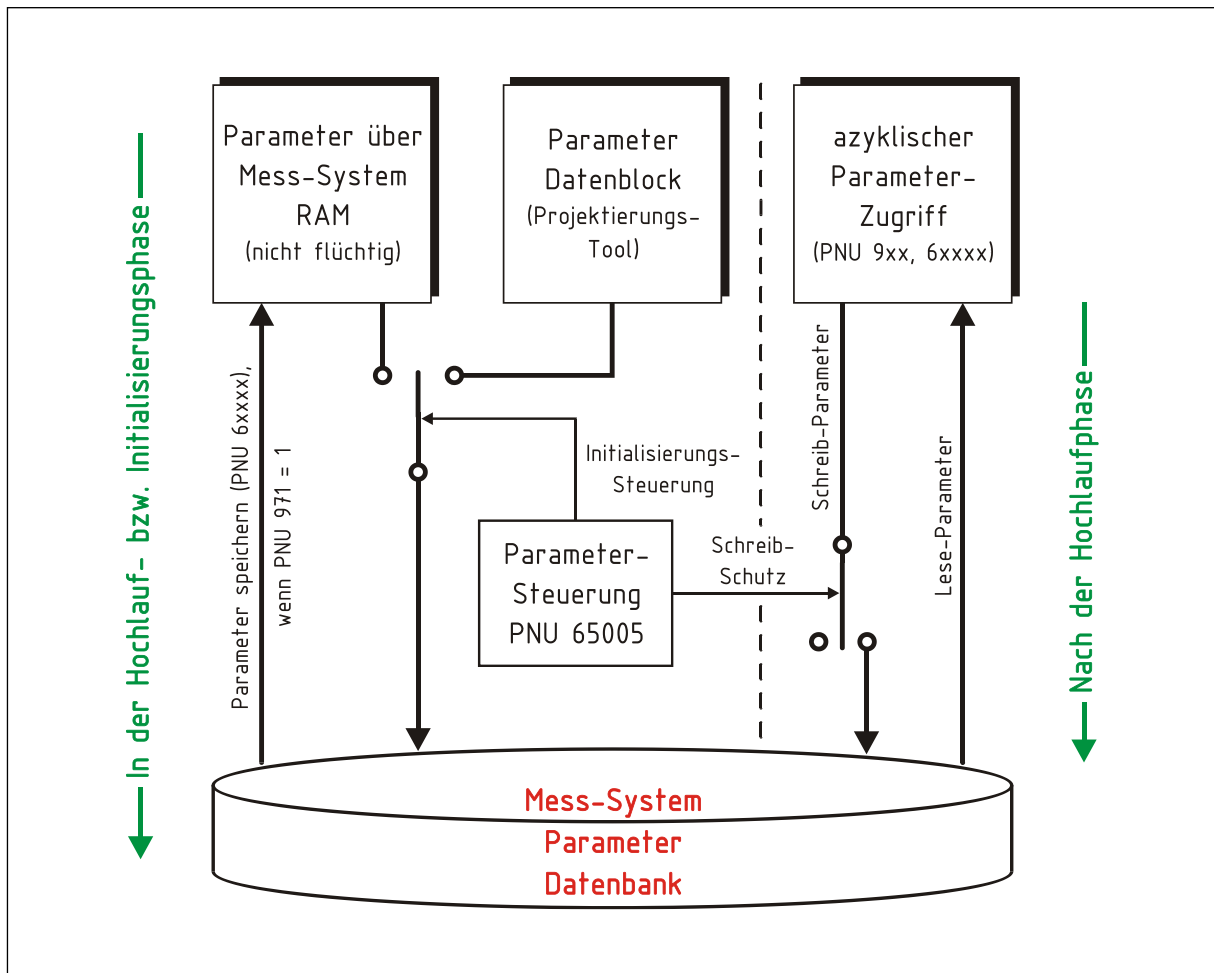 Parameter über
Mess-System
RAM
(nicht flüchtig)
Parameter
Datenblock
(Projektierungs-
Tool)
azyklischer
Parameter-
Zugriff
(PNU 9xx, 6xxxx)
In der Hochlauf- bzw. Initialisierungsphase
Parameter speichern (PNU 6xxxx),
wenn PNU 971 = 1
Initialisierungs-
Steuerung
Parameter-
Steuerung
PNU 65005
Schreib-
Schutz
Schreib-Parameter
Lese-Parameter
Nach der Hochlaufphase
Mess-System
Parameter
Datenbank